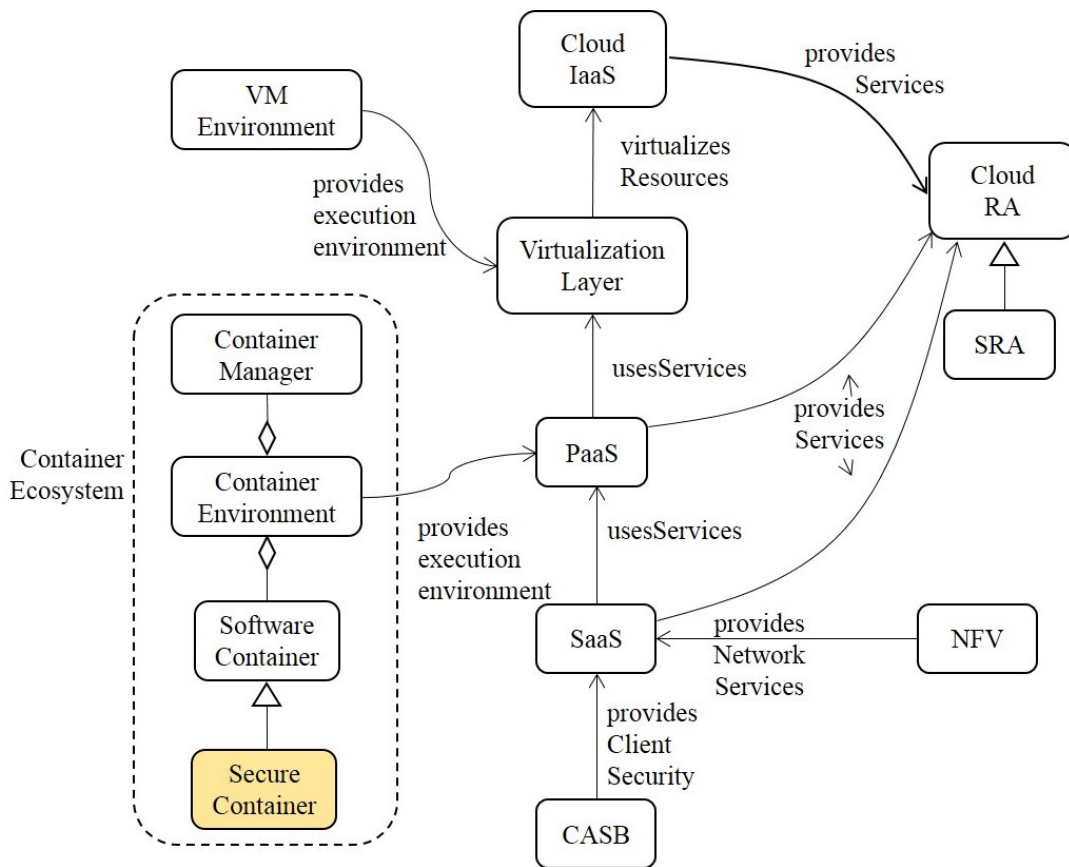 Cloud
IaaS
provides
Services
VM
Environment
virtualizes
Resources
Cloud
RA
provides
execution
environment
Virtualization
Layer
Container
Manager
usesServices
SRA
provides
Services
Container
Ecosystem
Container
Environment
PaaS
provides
execution
environment
usesServices
Software
Container
SaaS
provides
Network
Services
NFV
provides
Client
Security
Secure
Container
CASB